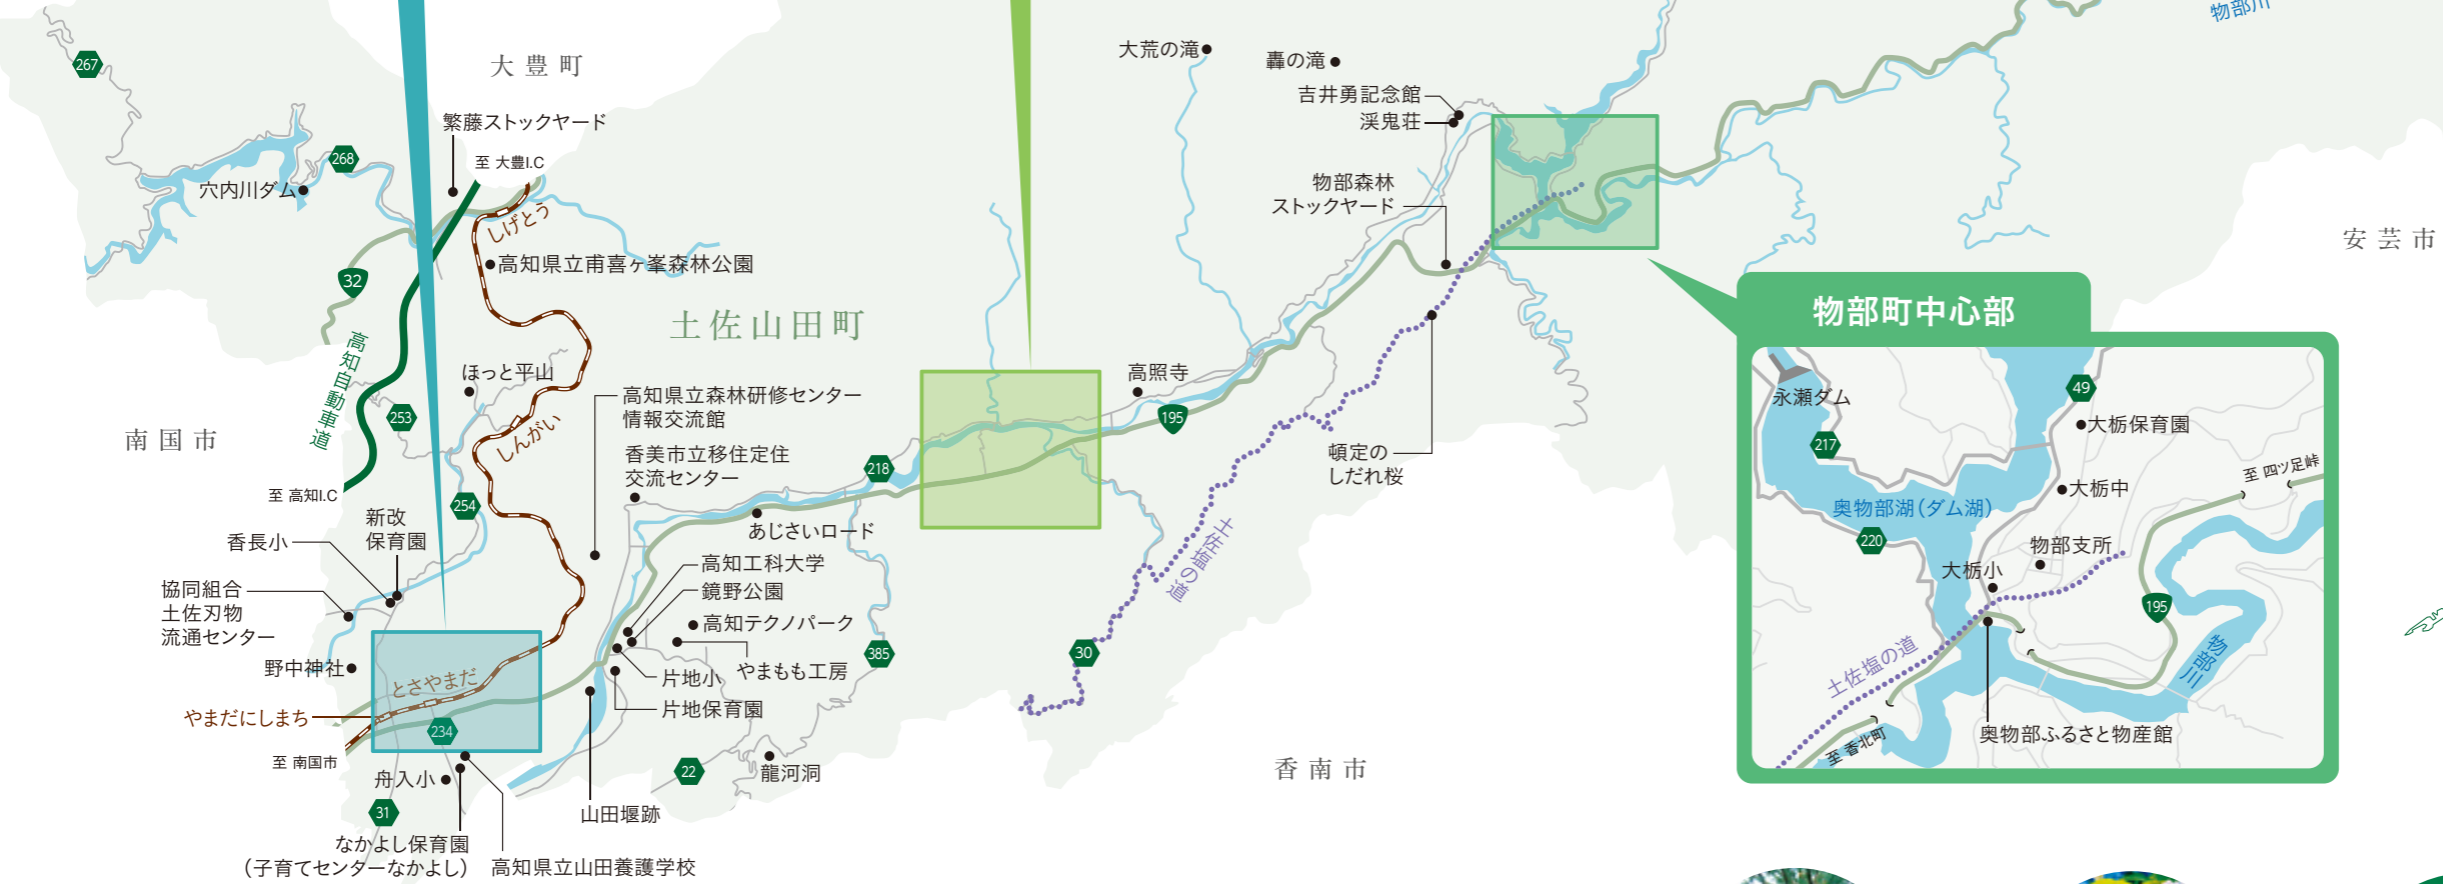 物部川
大荒の滝
轟の滝
267
大豊町
吉井勇記念館
渓鬼荘
繁藤ストックヤード
至 大豊I.C
268
穴内川ダム
しげとう
物部森林
ストックヤード
安芸市
高知県立甫喜ヶ峯森林公園
32
土佐山田町
物部町中心部
高知自動車道
ほっと平山
高照寺
高知県立森林研修センター
情報交流館
253
195
しんがい
南国市
香美市立移住定住
交流センター
218
頓定の
しだれ桜
至 高知I.C
254
あじさいロード
新改
保育園
香長小
土佐塩の道
高知工科大学
鏡野公園
協同組合
土佐刃物
流通センター
高知テクノパーク
やまもも工房
385
30
野中神社
片地小
とさやまだ
片地保育園
やまだにしまち
234
至 南国市
舟入小
22
龍河洞
香南市
31
山田堰跡
なかよし保育園
（子育てセンターなかよし）
高知県立山田養護学校
永瀬ダム
49
大栃保育園
217
至 四ツ足峠
大栃中
奥物部湖（ダム湖）
220
物部支所
大栃小
195
土佐塩の道
物部川
奥物部ふるさと物産館
至 香北町